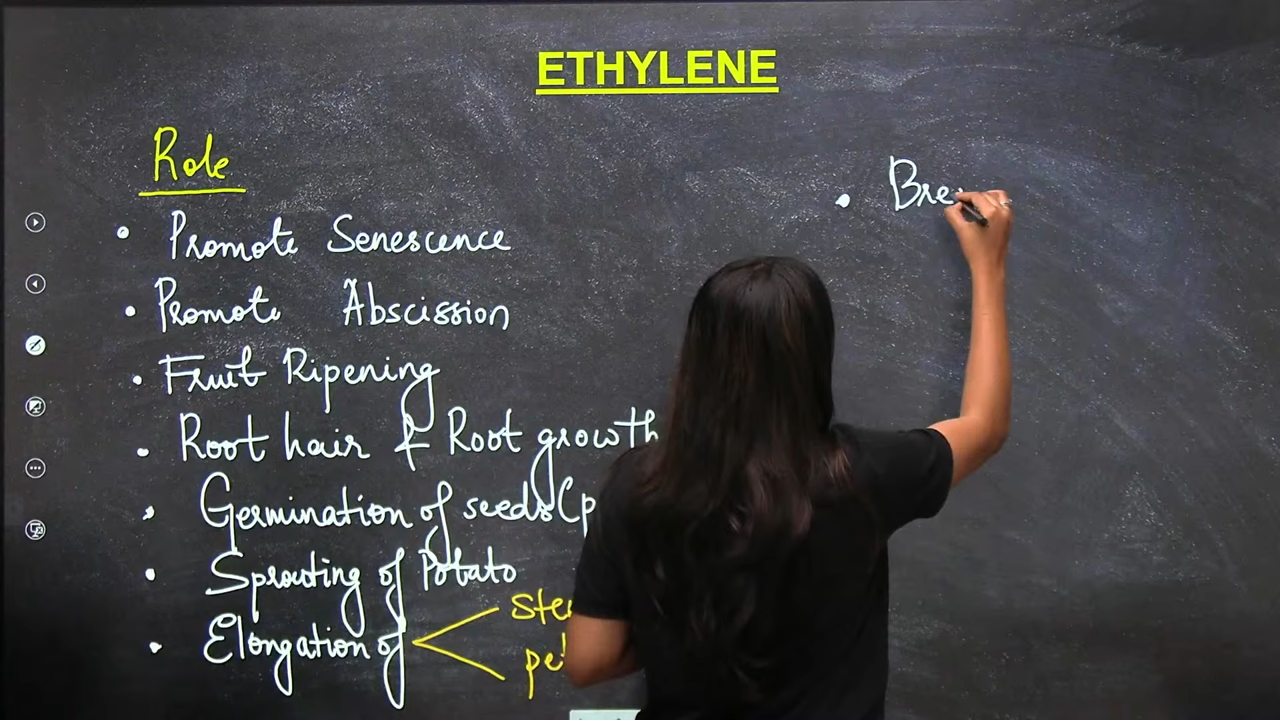 ETHYLENE
Role
• Promote Senescence
• Promote Abscission
• Fruit Ripening
• Root hair & Root growth
• Germination of seeds (p
• Sprouting of Potato
• Elongation of
• Bre